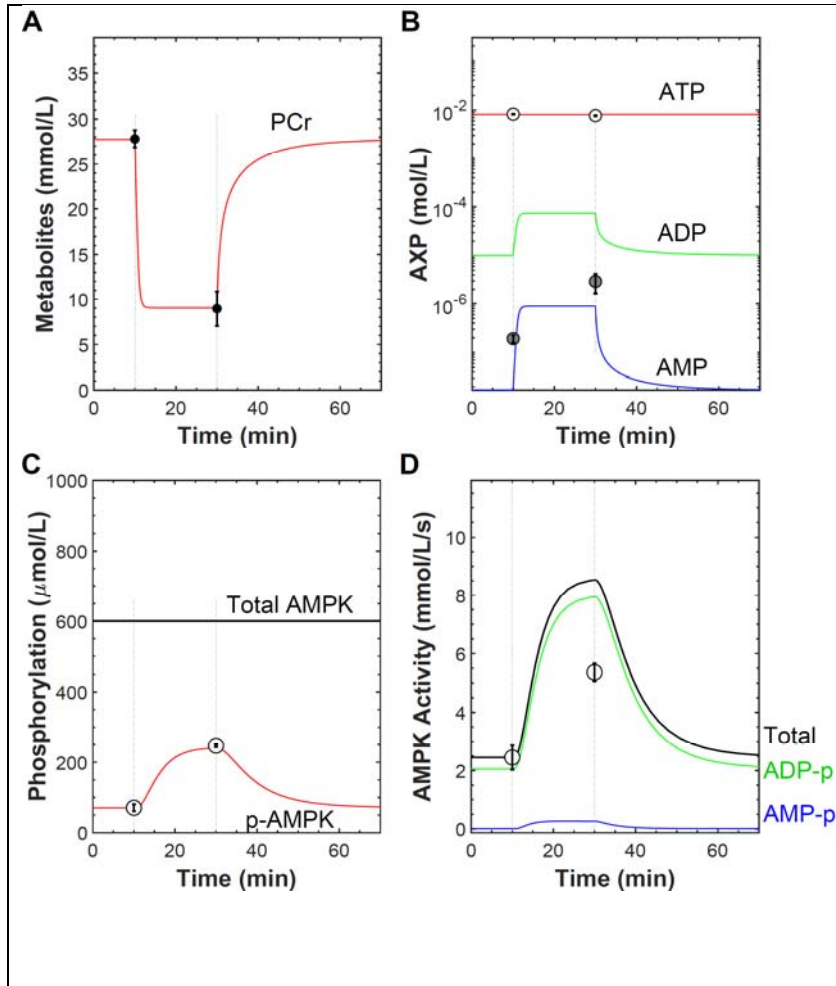 A
Metabolites (mmol/L)
35
30
25
20
15
10
5
0
PCr
0 20 40 60
Time (min)
B
AXP (mol/L)
10-2
10-4
10-6
ATP
ADP
AMP
0 20 40 60
Time (min)
C
Phosphorylation (μmol/L)
1000
800
600
400
200
0
Total AMPK
p-AMPK
0 20 40 60
Time (min)
D
AMPK Activity (mmol/L/s)
10
8
6
4
2
0
Total
ADP-p
AMP-p
0 20 40 60
Time (min)